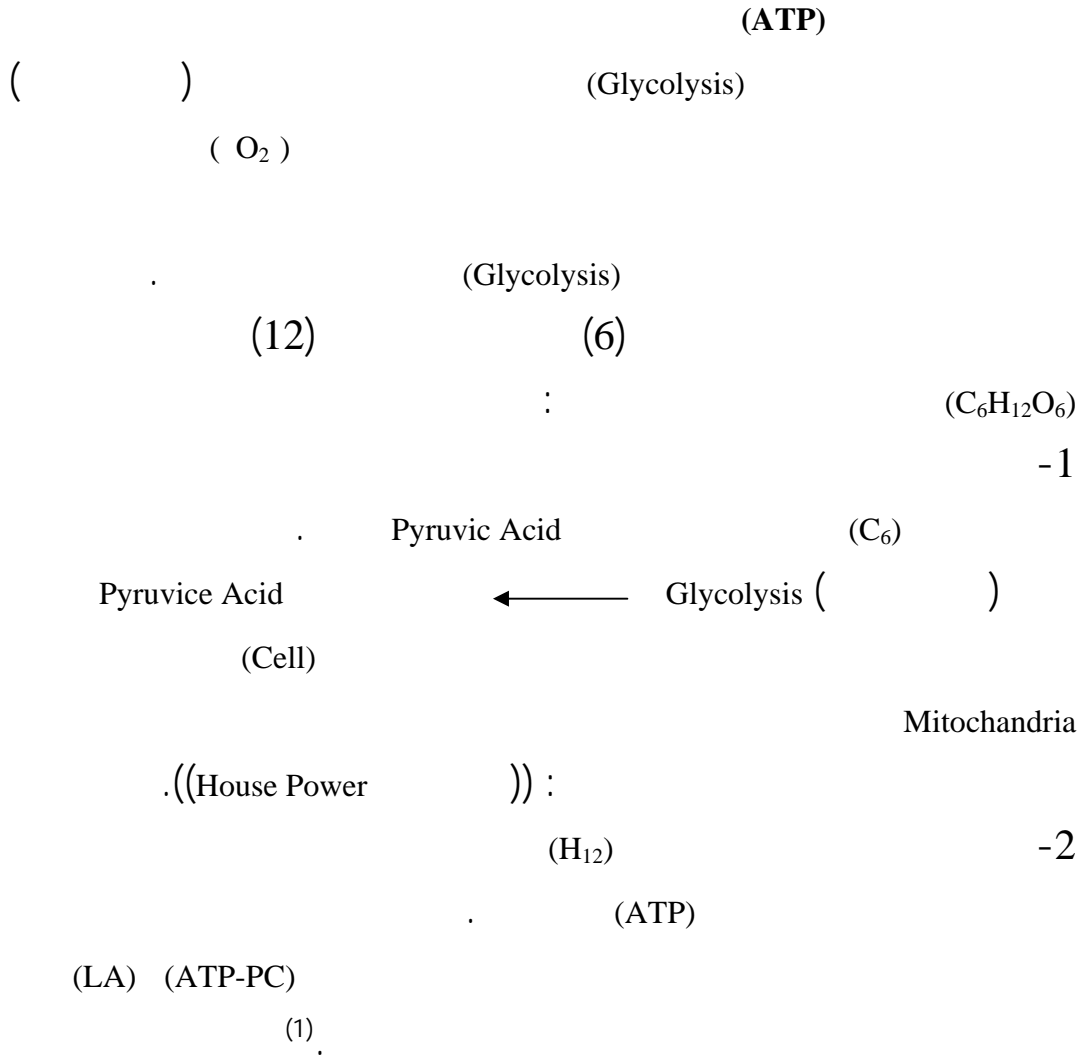 (ATP)
(Glycolysis) ( )
( O₂ )
(Glycolysis) .
(6) (12)
(C₆H₁₂O₆) :
-1
(C₆) Pyruvic Acid .
( ) Glycolysis ← Pyruvice Acid
(Cell)
Mitochandria
: (( House Power)).
-2 (H₁₂)
(ATP) .
(ATP-PC) (LA)
.(1)